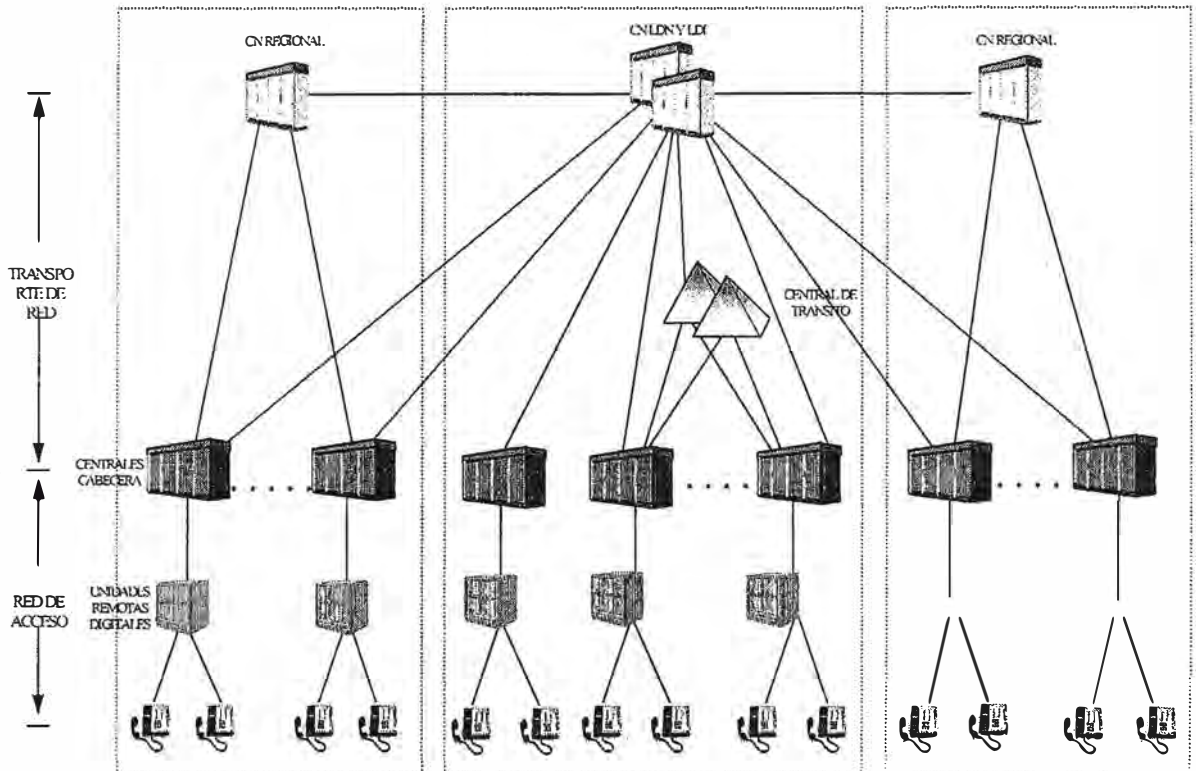 CN REGIONAL
CN LDN Y LDI
CN REGIONAL
TRANSPO
RTE DE
RED
CENTRAL DE
TRANSITO
CENTRALES
CABECERA
UNIDADES
REMOTAS
DIGITALES
RED DE
ACCESO